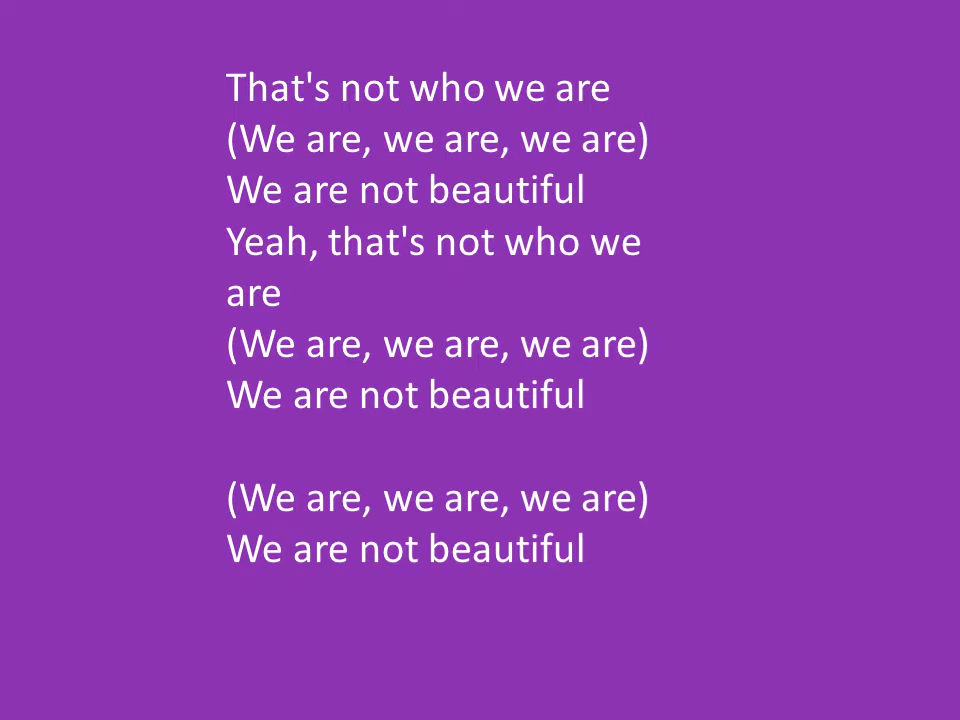 That's not who we are
(We are, we are, we are)
We are not beautiful
Yeah, that's not who we
are
(We are, we are, we are)
We are not beautiful

(We are, we are, we are)
We are not beautiful